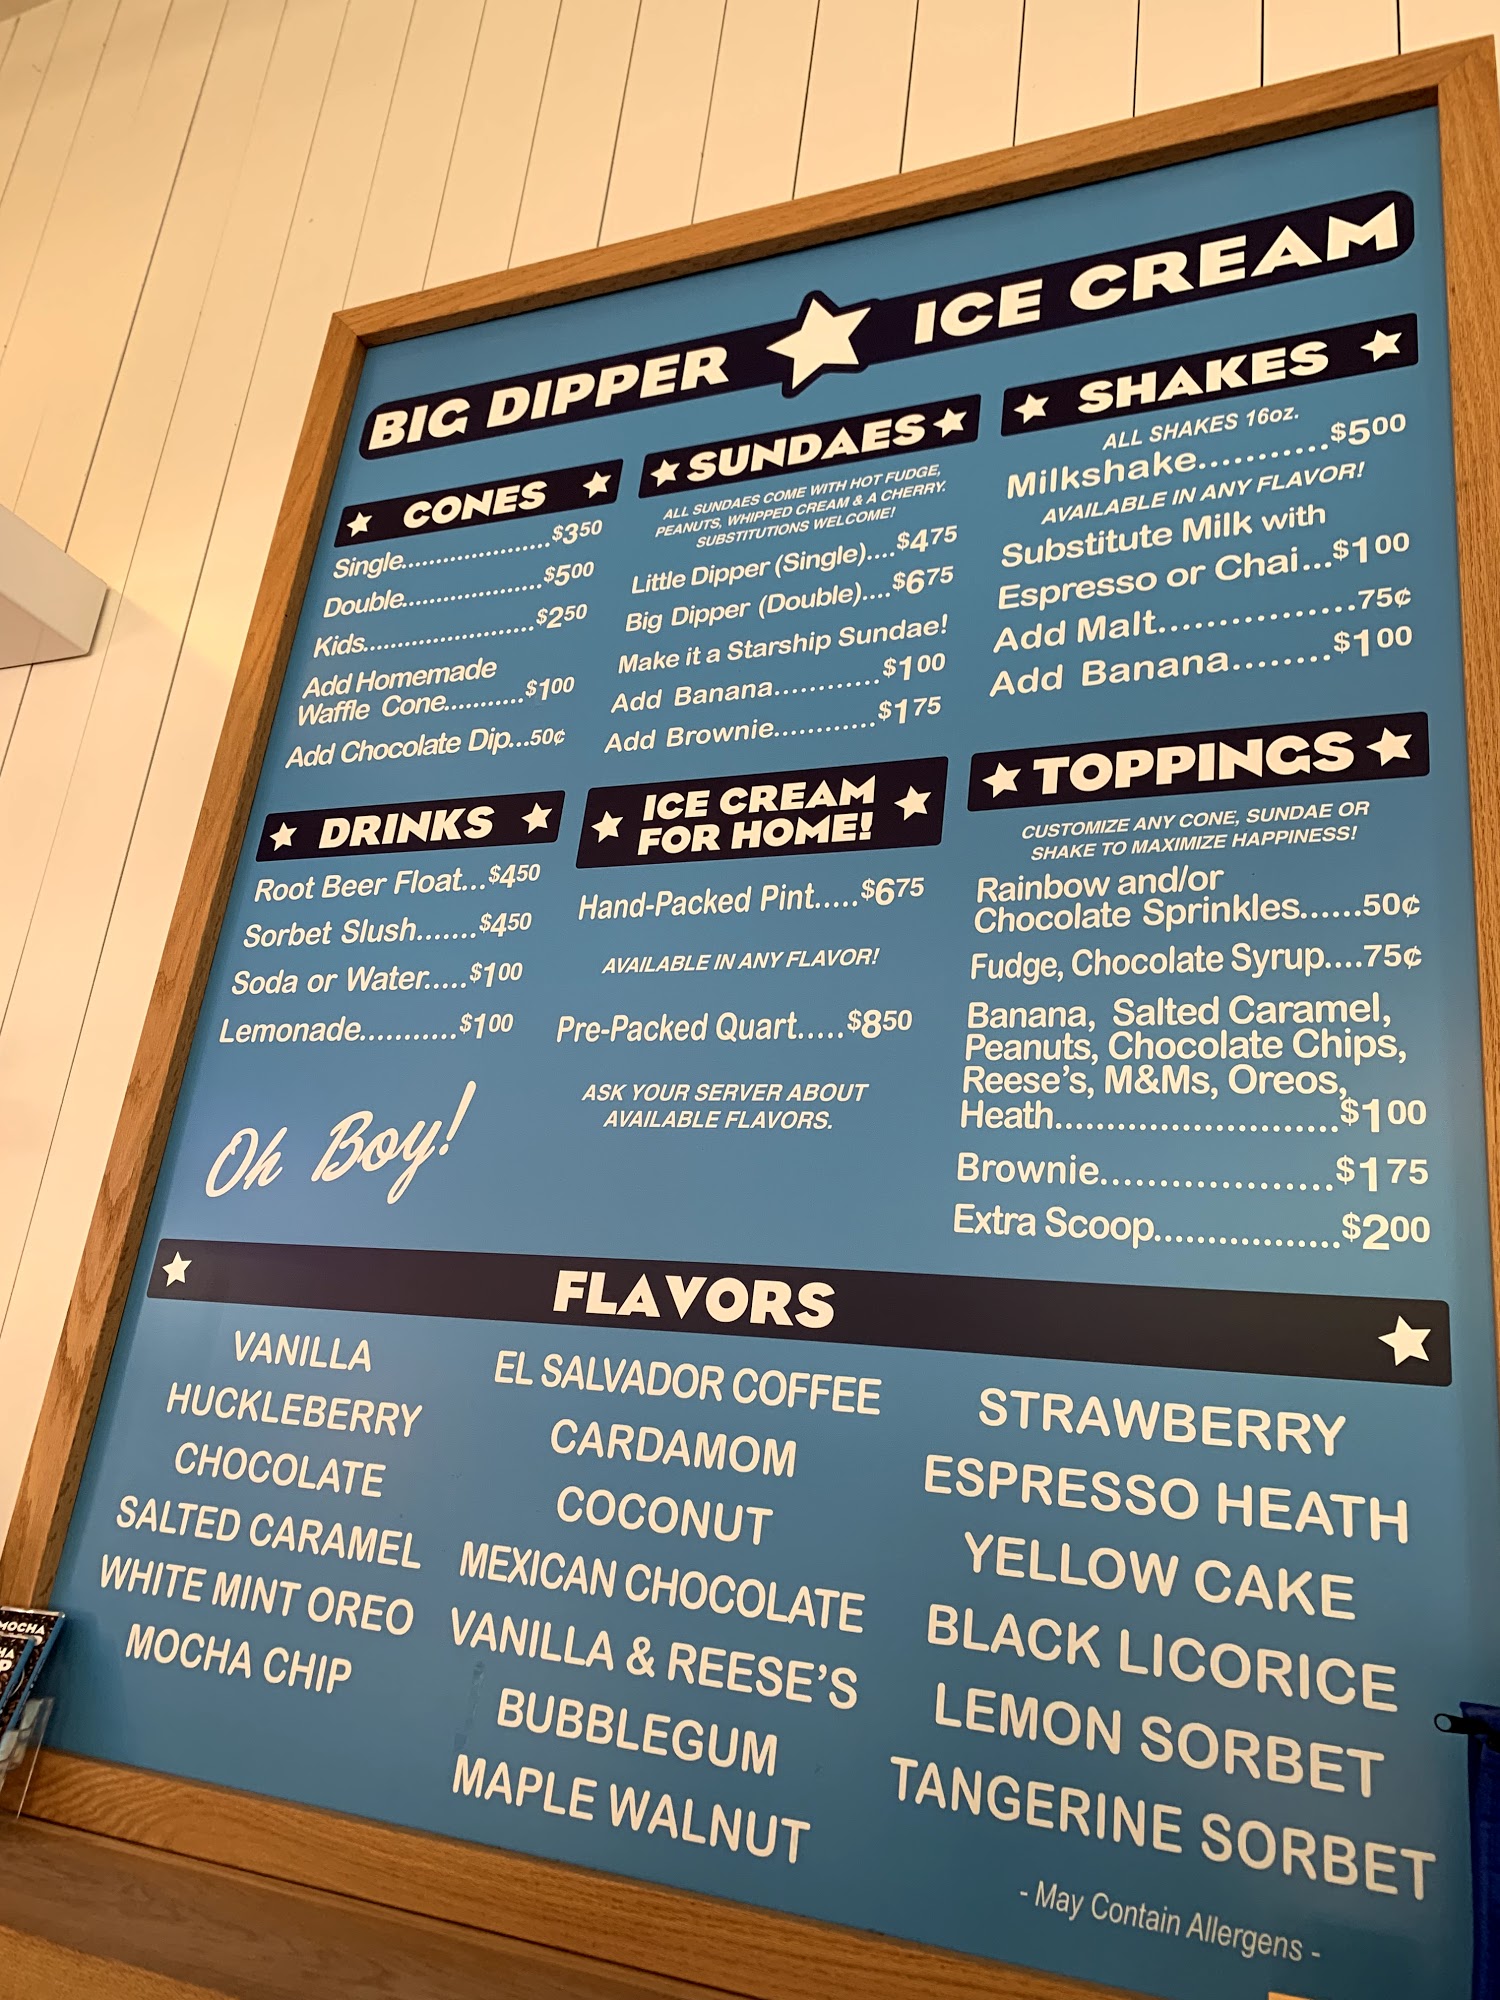 BIG DIPPER ICE CREAM
CONES
Single...................$3.50
Double...................$5.00
Kids.......................$2.50
Add Homemade
Waffle Cone...........$1.00
Add Chocolate Dip...50¢
SUNDAES
ALL SUNDAES COME WITH HOT FUDGE,
PEANUTS, WHIPPED CREAM & A CHERRY.
SUBSTITUTIONS WELCOME!
Little Dipper (Single)....$4.75
Big Dipper (Double)....$6.75
Make it a Starship Sundae!
Add Banana............$1.00
Add Brownie............$1.75
SHAKES
ALL SHAKES 16oz.
Milkshake...........$5.00
AVAILABLE IN ANY FLAVOR!
Substitute Milk with
Espresso or Chai...$1.00
Add Malt...............75¢
Add Banana........$1.00
DRINKS
Root Beer Float...$4.50
Sorbet Slush.......$4.50
Soda or Water.....$1.00
Lemonade...........$1.00
Oh Boy!
ICE CREAM
FOR HOME!
Hand-Packed Pint.....$6.75
AVAILABLE IN ANY FLAVOR!
Pre-Packed Quart.....$8.50
ASK YOUR SERVER ABOUT
AVAILABLE FLAVORS.
TOPPINGS
CUSTOMIZE ANY CONE, SUNDAE OR
SHAKE TO MAXIMIZE HAPPINESS!
Rainbow and/or
Chocolate Sprinkles......50¢
Fudge, Chocolate Syrup....75¢
Banana, Salted Caramel,
Peanuts, Chocolate Chips,
Reese's, M&Ms, Oreos,
Heath............................$1.00
Brownie....................$1.75
Extra Scoop.................$2.00
FLAVORS
VANILLA
HUCKLEBERRY
CHOCOLATE
SALTED CARAMEL
WHITE MINT OREO
MOCHA CHIP
EL SALVADOR COFFEE
CARDAMOM
COCONUT
MEXICAN CHOCOLATE
VANILLA & REESE'S
BUBBLEGUM
MAPLE WALNUT
STRAWBERRY
ESPRESSO HEATH
YELLOW CAKE
BLACK LICORICE
LEMON SORBET
TANGERINE SORBET
- May Contain Allergens -
MOCHA